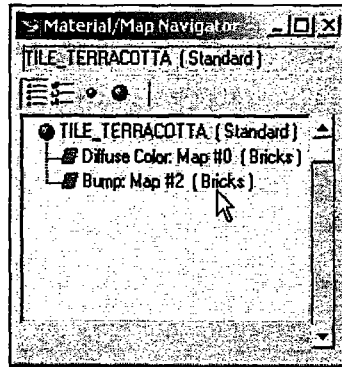 Material/Map Navigator
TILE_TERRACOTTA ( Standard )
TILE_TERRACOTTA ( Standard )
Diffuse Color: Map #0 ( Bricks )
Bump: Map #2 ( Bricks )